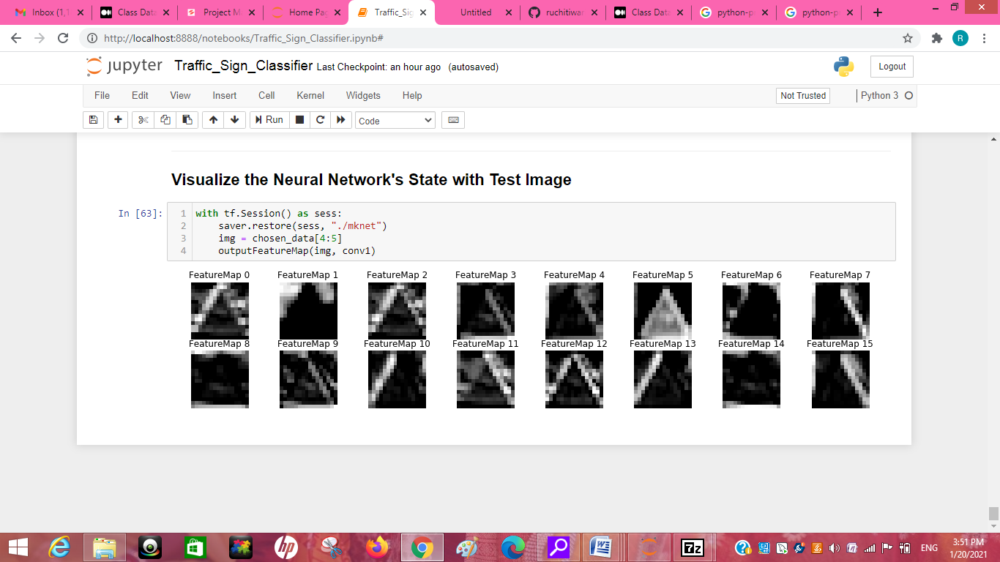 Inbox (1,1
Class Data
Project M
Home Pag
Traffic_Sig
Untitled
ruchitiwar
Class Data
python-p
python-p
http://localhost:8888/notebooks/Traffic_Sign_Classifier.ipynb#
R
jupyter Traffic_Sign_Classifier Last Checkpoint: an hour ago (autosaved)
Logout
File Edit View Insert Cell Kernel Widgets Help
Not Trusted
Python 3
Run
Code
Visualize the Neural Network's State with Test Image
In [63]:
1 with tf.Session() as sess:
2 saver.restore(sess, "./mknet")
3 img = chosen_data[4:5]
4 outputFeatureMap(img, conv1)
FeatureMap 0 FeatureMap 1 FeatureMap 2 FeatureMap 3 FeatureMap 4 FeatureMap 5 FeatureMap 6 FeatureMap 7
FeatureMap 8 FeatureMap 9 FeatureMap 10 FeatureMap 11 FeatureMap 12 FeatureMap 13 FeatureMap 14 FeatureMap 15
hp
7z
ENG
3:51 PM
1/20/2021